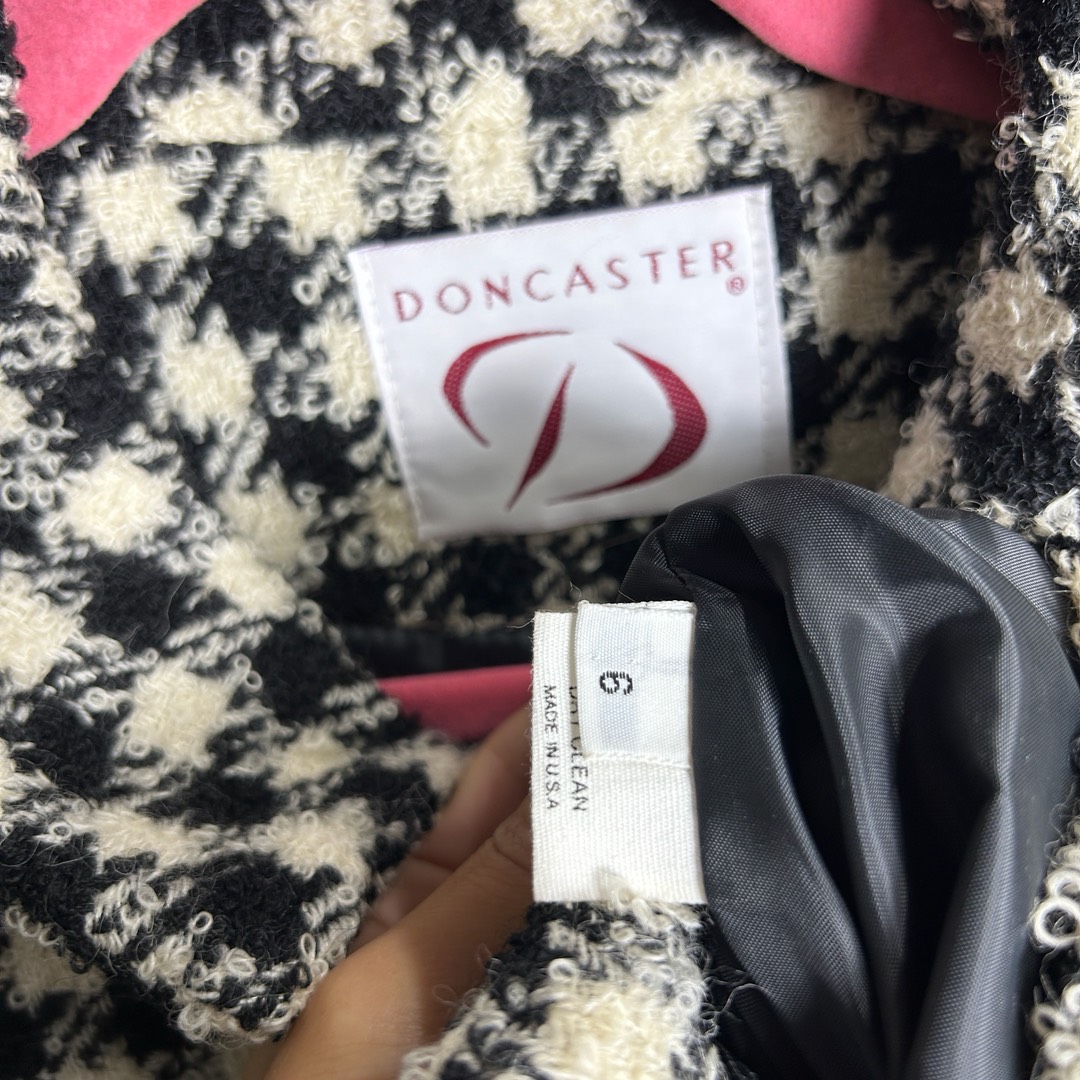 DONCASTER®
D
6
DRY CLEAN
MADE IN U.S.A